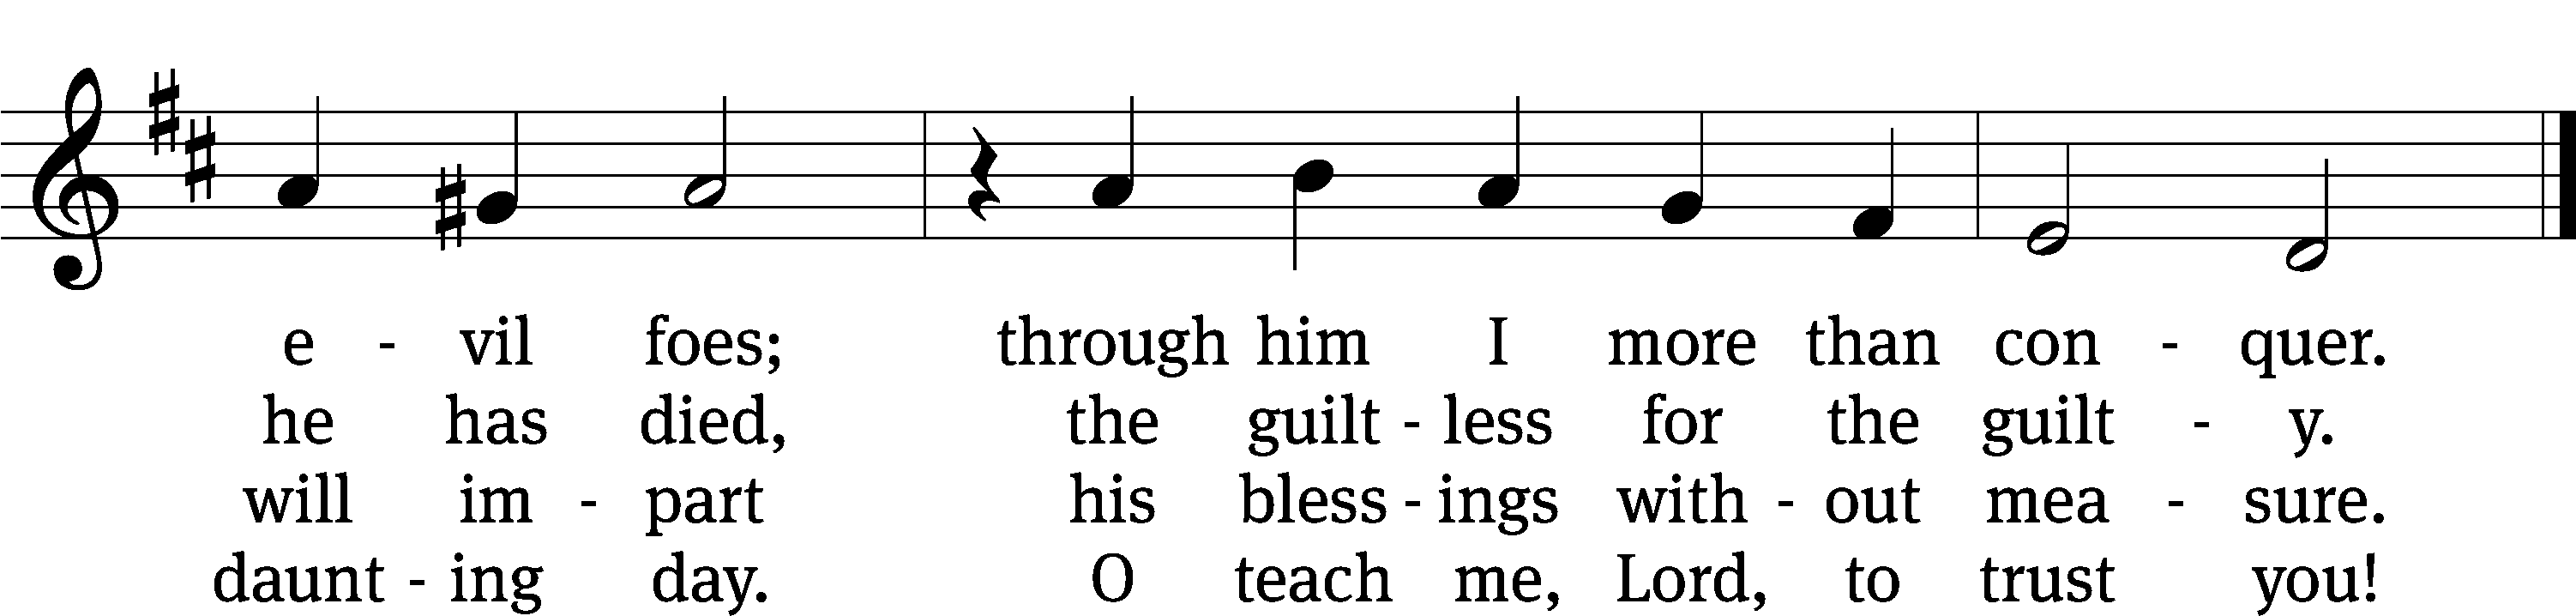 e - vil foes; through him I more than con - quer.
he has died, the guilt - less for the guilt - y.
will im - part his bless - ings with - out mea - sure.
daunt - ing day. O teach me, Lord, to trust you!